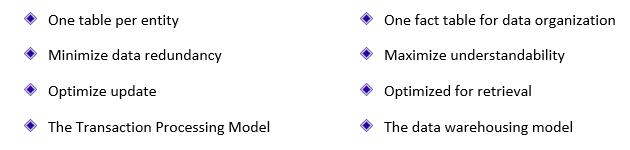 One table per entity
Minimize data redundancy
Optimize update
The Transaction Processing Model
One fact table for data organization
Maximize understandability
Optimized for retrieval
The data warehousing model